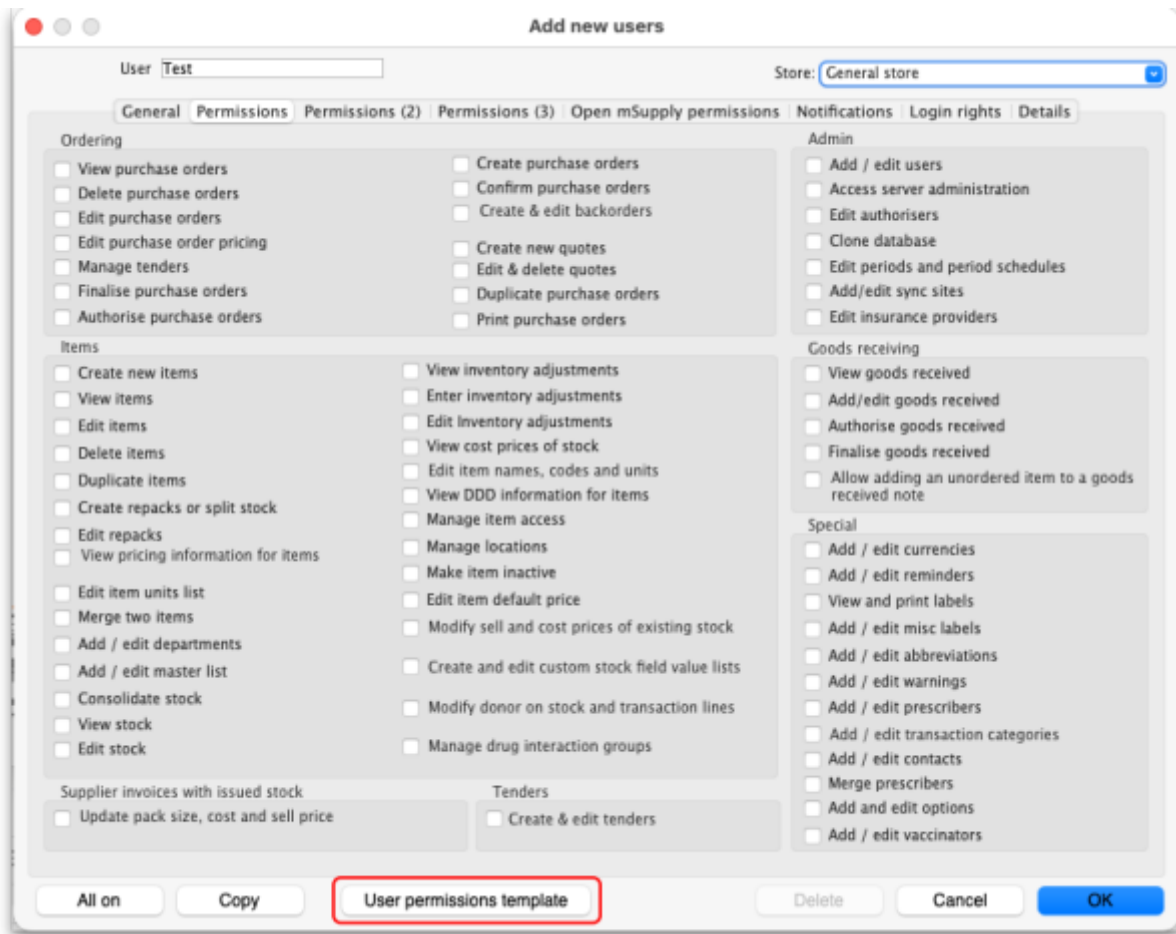 Add new users
User Test
Store: General store
General Permissions Permissions (2) Permissions (3) Open mSupply permissions Notifications Login rights Details
Ordering
View purchase orders
Delete purchase orders
Edit purchase orders
Edit purchase order pricing
Manage tenders
Finalise purchase orders
Authorise purchase orders
Create purchase orders
Confirm purchase orders
Create & edit backorders
Create new quotes
Edit & delete quotes
Duplicate purchase orders
Print purchase orders
Admin
Add / edit users
Access server administration
Edit authorisers
Clone database
Edit periods and period schedules
Add/edit sync sites
Edit insurance providers
Items
Create new items
View items
Edit items
Delete items
Duplicate items
Create repacks or split stock
Edit repacks
View pricing information for items
Edit item units list
Merge two items
Add / edit departments
Add / edit master list
Consolidate stock
View stock
Edit stock
View inventory adjustments
Enter inventory adjustments
Edit Inventory adjustments
View cost prices of stock
Edit item names, codes and units
View DDD information for items
Manage item access
Manage locations
Make item inactive
Edit item default price
Modify sell and cost prices of existing stock
Create and edit custom stock field value lists
Modify donor on stock and transaction lines
Manage drug interaction groups
Goods receiving
View goods received
Add/edit goods received
Authorise goods received
Finalise goods received
Allow adding an unordered item to a goods
received note
Special
Add / edit currencies
Add / edit reminders
View and print labels
Add / edit misc labels
Add / edit abbreviations
Add / edit warnings
Add / edit prescribers
Add / edit transaction categories
Add / edit contacts
Merge prescribers
Add and edit options
Add / edit vaccinators
Supplier invoices with issued stock
Update pack size, cost and sell price
Tenders
Create & edit tenders
All on
Copy
User permissions template
Delete
Cancel
OK